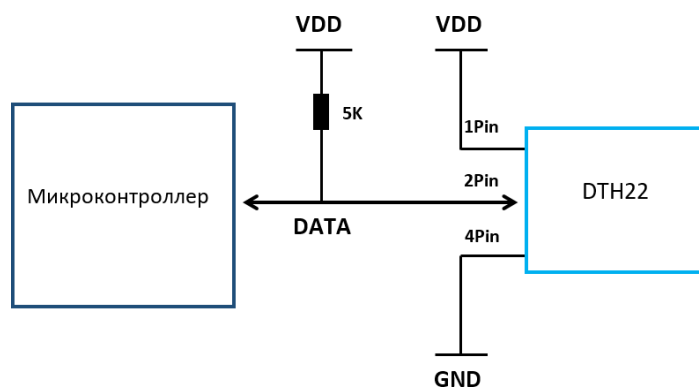 VDD
VDD
5K
1Pin
Микроконтроллер
2Pin
DTH22
DATA
4Pin
GND